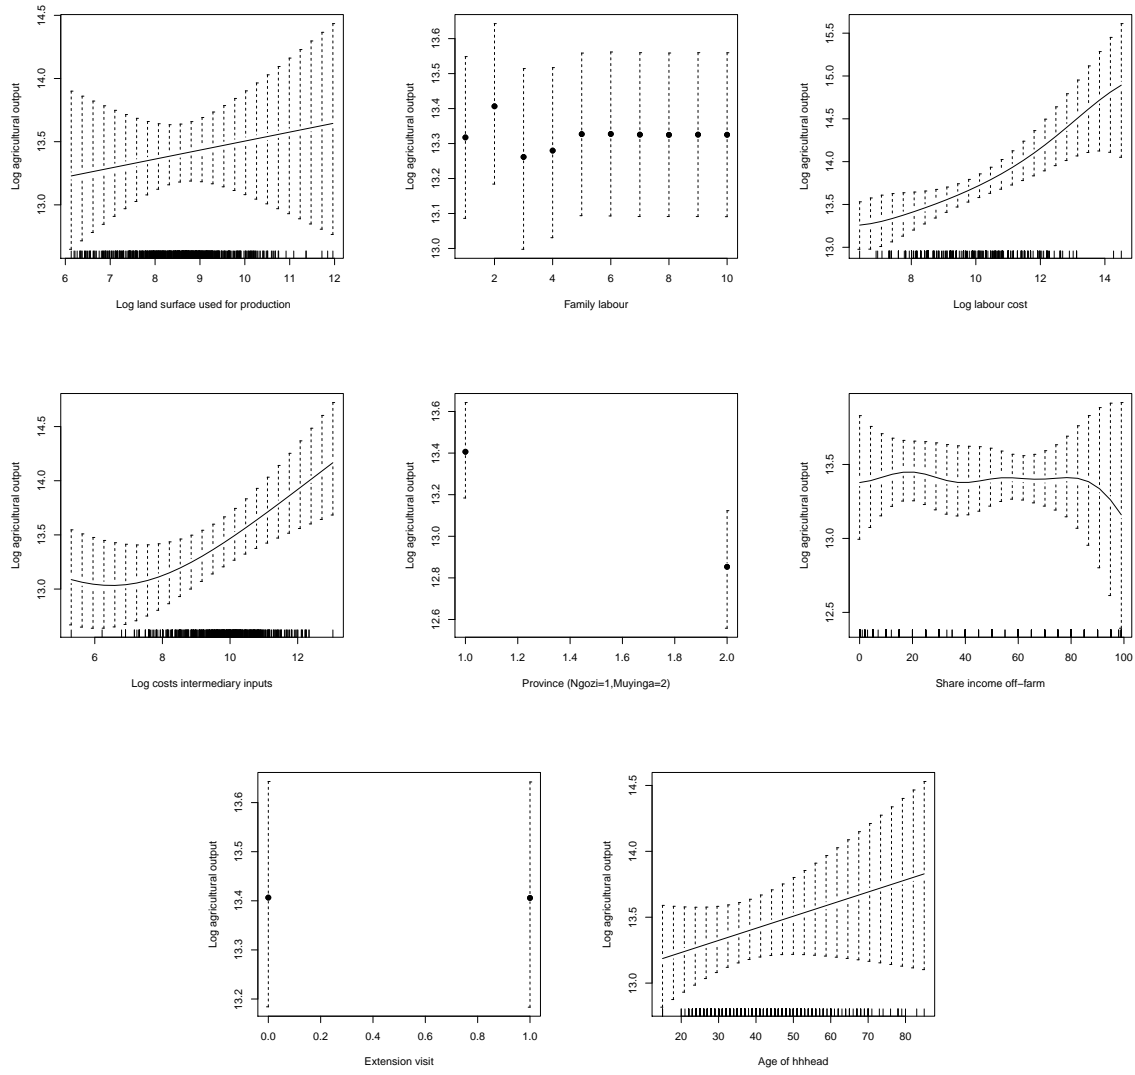 13.0 13.5 14.0 14.5
Log agricultural output
6 7 8 9 10 11 12
Log land surface used for production
13.0 13.1 13.2 13.3 13.4 13.5 13.6
Log agricultural output
2 4 6 8 10
Family labour
13.0 13.5 14.0 14.5 15.0 15.5
Log agricultural output
8 10 12 14
Log labour cost
13.0 13.5 14.0 14.5
Log agricultural output
6 8 10 12
Log costs intermediary inputs
12.6 12.8 13.0 13.2 13.4 13.6
Log agricultural output
1.0 1.2 1.4 1.6 1.8 2.0
Province (Ngozi=1,Muyinga=2)
12.5 13.0 13.5
Log agricultural output
0 20 40 60 80 100
Share income off−farm
13.2 13.3 13.4 13.5 13.6
Log agricultural output
0.0 0.2 0.4 0.6 0.8 1.0
Extension visit
13.0 13.5 14.0 14.5
Log agricultural output
20 30 40 50 60 70 80
Age of hhhead